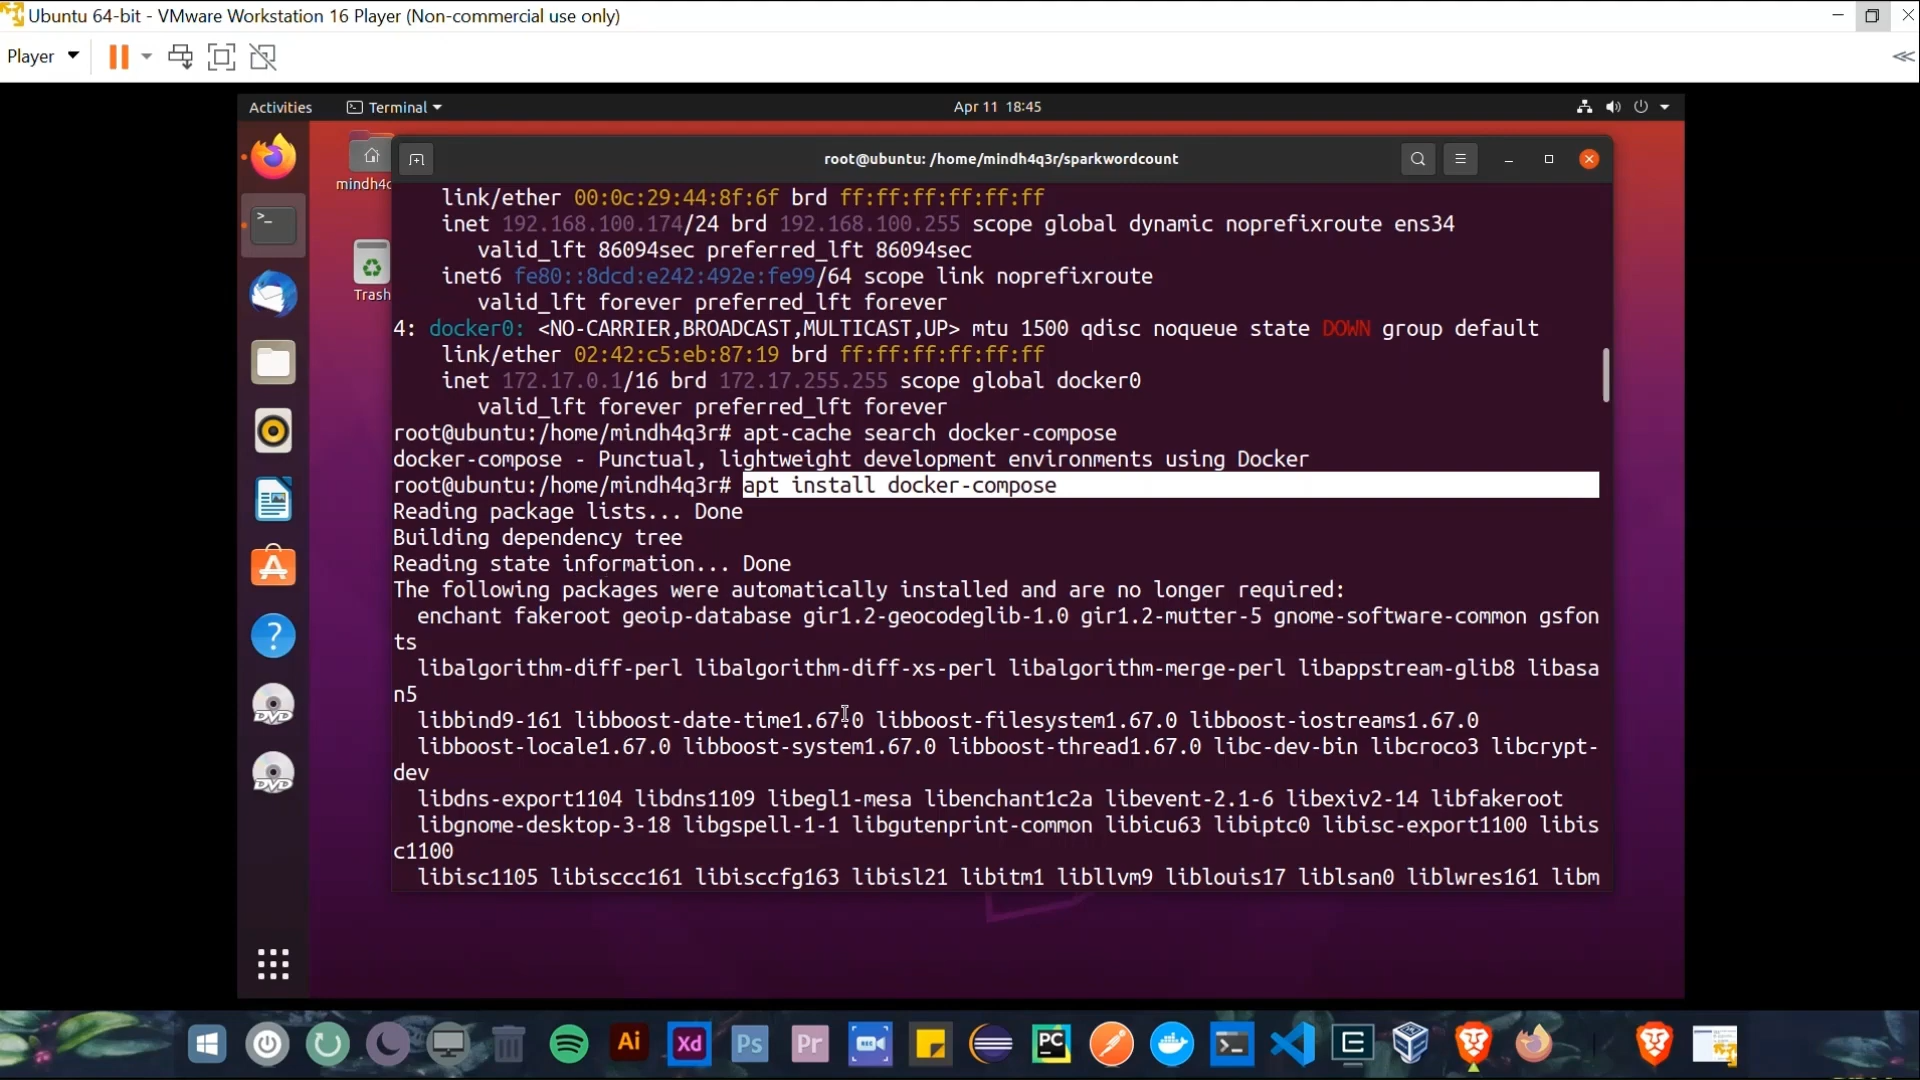 Ubuntu 64-bit - VMware Workstation 16 Player (Non-commercial use only)
Player
Activities
Terminal
Apr 11 18:45
mindh4
Trash
root@ubuntu: /home/mindh4q3r/sparkwordcount
link/ether 00:0c:29:44:8f:6f brd ff:ff:ff:ff:ff:ff
inet 192.168.100.174/24 brd 192.168.100.255 scope global dynamic noprefixroute ens34
valid_lft 86094sec preferred_lft 86094sec
inet6 fe80::8dcd:e242:492e:fe99/64 scope link noprefixroute
valid_lft forever preferred_lft forever
4: docker0: <NO-CARRIER,BROADCAST,MULTICAST,UP> mtu 1500 qdisc noqueue state DOWN group default
link/ether 02:42:c5:eb:87:19 brd ff:ff:ff:ff:ff:ff
inet 172.17.0.1/16 brd 172.17.255.255 scope global docker0
valid_lft forever preferred_lft forever
root@ubuntu:/home/mindh4q3r# apt-cache search docker-compose
docker-compose - Punctual, lightweight development environments using Docker
root@ubuntu:/home/mindh4q3r# apt install docker-compose
Reading package lists... Done
Building dependency tree
Reading state information... Done
The following packages were automatically installed and are no longer required:
enchant fakeroot geoip-database gir1.2-geocodeglib-1.0 gir1.2-mutter-5 gnome-software-common gsfon
ts
libalgorithm-diff-perl libalgorithm-diff-xs-perl libalgorithm-merge-perl libappstream-glib8 libasa
n5
libbind9-161 libboost-date-time1.67.0 libboost-filesystem1.67.0 libboost-iostreams1.67.0
libboost-locale1.67.0 libboost-system1.67.0 libboost-thread1.67.0 libc-dev-bin libcroco3 libcrypt-
dev
libdns-export1104 libdns1109 libegl1-mesa libenchant1c2a libevent-2.1-6 libexiv2-14 libfakeroot
libgnome-desktop-3-18 libgspell-1-1 libgutenprint-common libicu63 libiptc0 libisc-export1100 libis
c1100
libisc1105 libisccc161 libisccfg163 libisl21 libitm1 libllvm9 liblouis17 liblsan0 liblwres161 libm
Ai
Xd
Ps
Pr
REC
PC